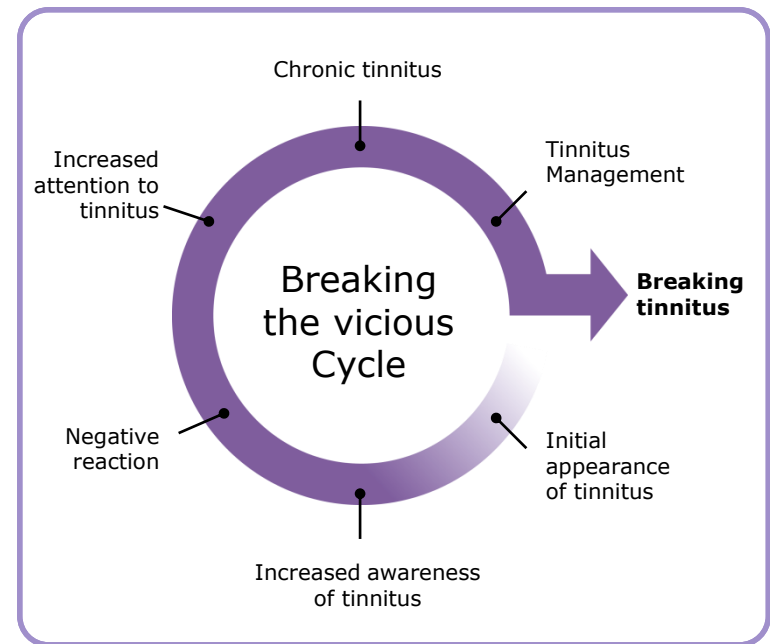 Chronic tinnitus
Increased
attention to
tinnitus
Tinnitus
Management
Breaking
the vicious
Cycle
Breaking
tinnitus
Negative
reaction
Initial
appearance
of tinnitus
Increased awareness
of tinnitus